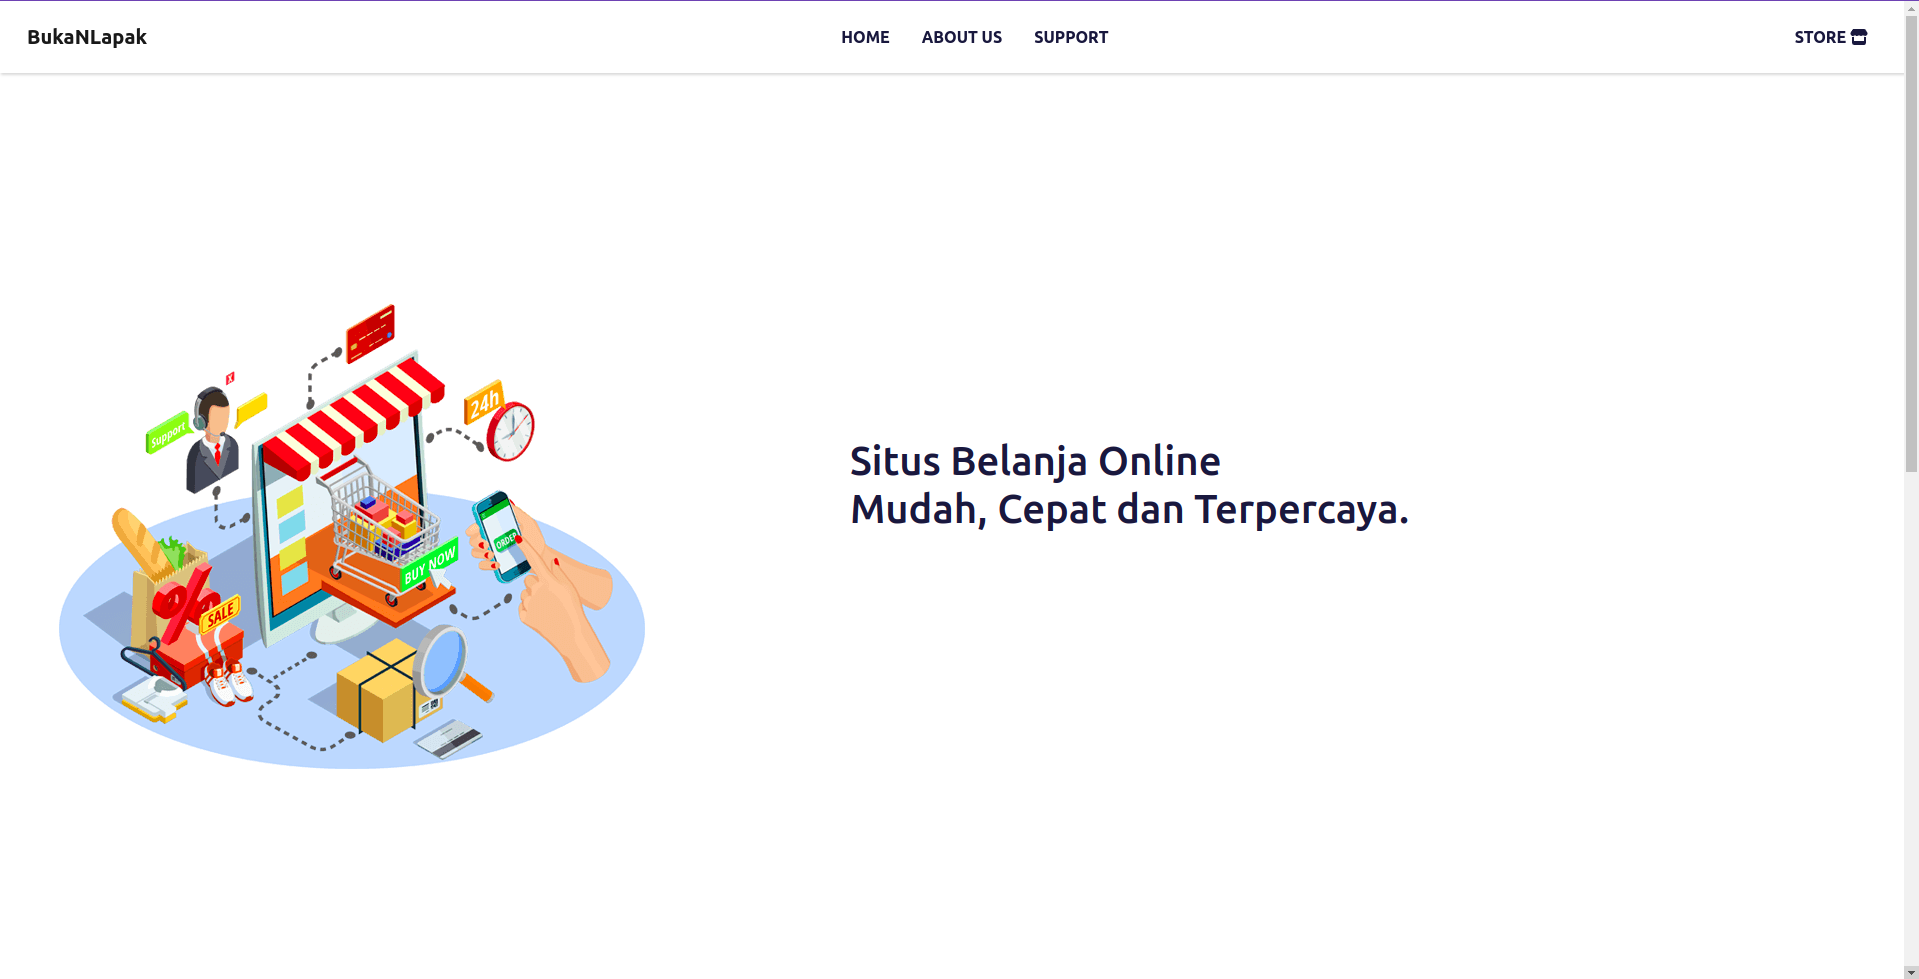 BukaNLapak
HOME ABOUT US SUPPORT
STORE
Situs Belanja Online
Mudah, Cepat dan Terpercaya.
X
Support
24h
ORDER
BUY NOW
SALE
%